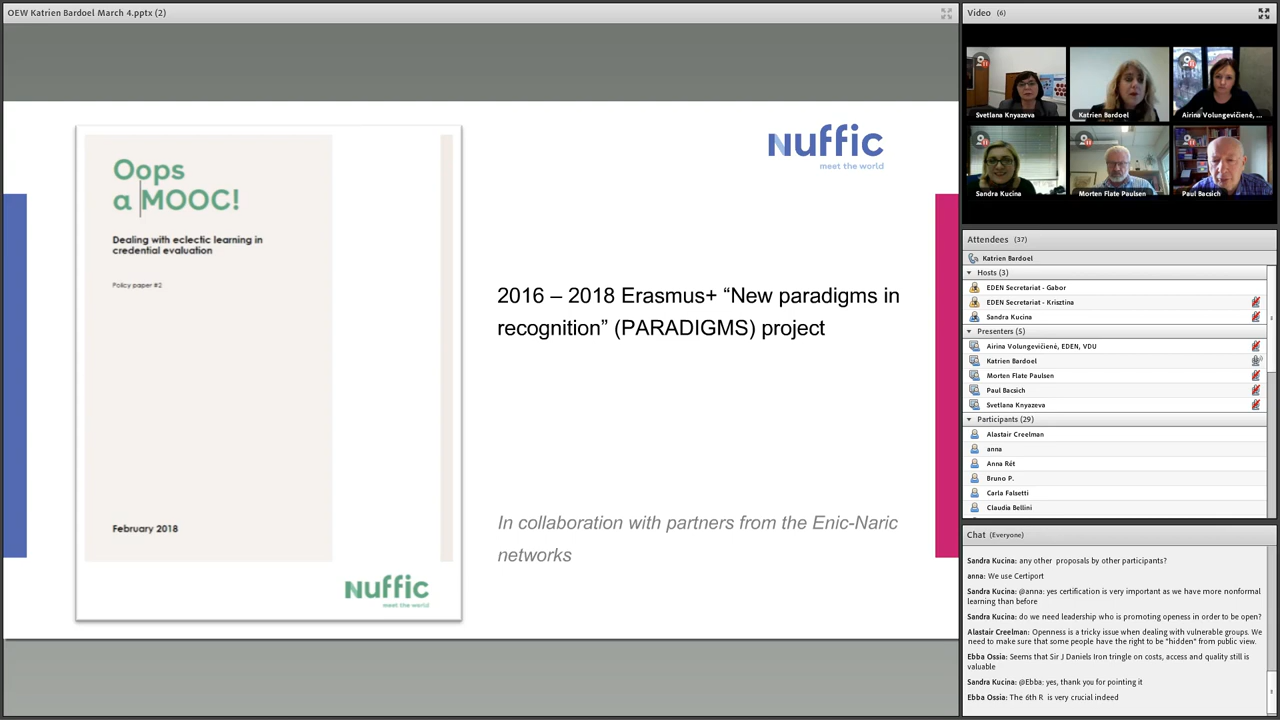 OEW Katrien Bardoel March 4.pptx (2)
Oops
a MOOC!
Dealing with eclectic learning in
credential evaluation
Policy paper #2
February 2018
nuffic
meet the world
nuffic
meet the world
2016 – 2018 Erasmus+ “New paradigms in
recognition” (PARADIGMS) project
In collaboration with partners from the Enic-Naric
networks
Video (6)
Svetlana Knyazeva
Katrien Bardoel
Airina Volungevičienė, ...
Sandra Kucina
Morten Flate Paulsen
Paul Bacsich
Attendees (37)
Katrien Bardoel
Hosts (3)
EDEN Secretariat - Gabor
EDEN Secretariat - Krisztina
Sandra Kucina
Presenters (5)
Airina Volungevičienė, EDEN, VDU
Katrien Bardoel
Morten Flate Paulsen
Paul Bacsich
Svetlana Knyazeva
Participants (29)
Alastair Creelman
anna
Anna Rét
Bruno P.
Carla Falsetti
Claudia Bellini
Chat (Everyone)
Sandra Kucina: any other proposals by other participants?
anna: We use Certiport
Sandra Kucina: @anna: yes certification is very important as we have more nonformal
learning than before
Sandra Kucina: do we need leadership who is promoting openess in order to be open?
Alastair Creelman: Openness is a tricky issue when dealing with vulnerable groups. We
need to make sure that some people have the right to be "hidden" from public view.
Ebba Ossia: Seems that Sir J Daniels Iron tringle on costs, access and quality still is
valuable
Sandra Kucina: @Ebba: yes, thank you for pointing it
Ebba Ossia: The 6th R is very crucial indeed